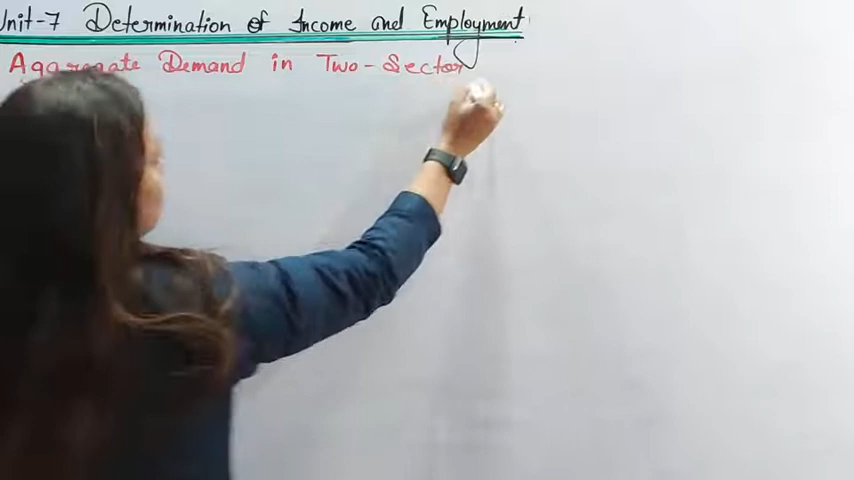 Unit-7 Determination of Income and Employment
Aggregate Demand in Two-Sector